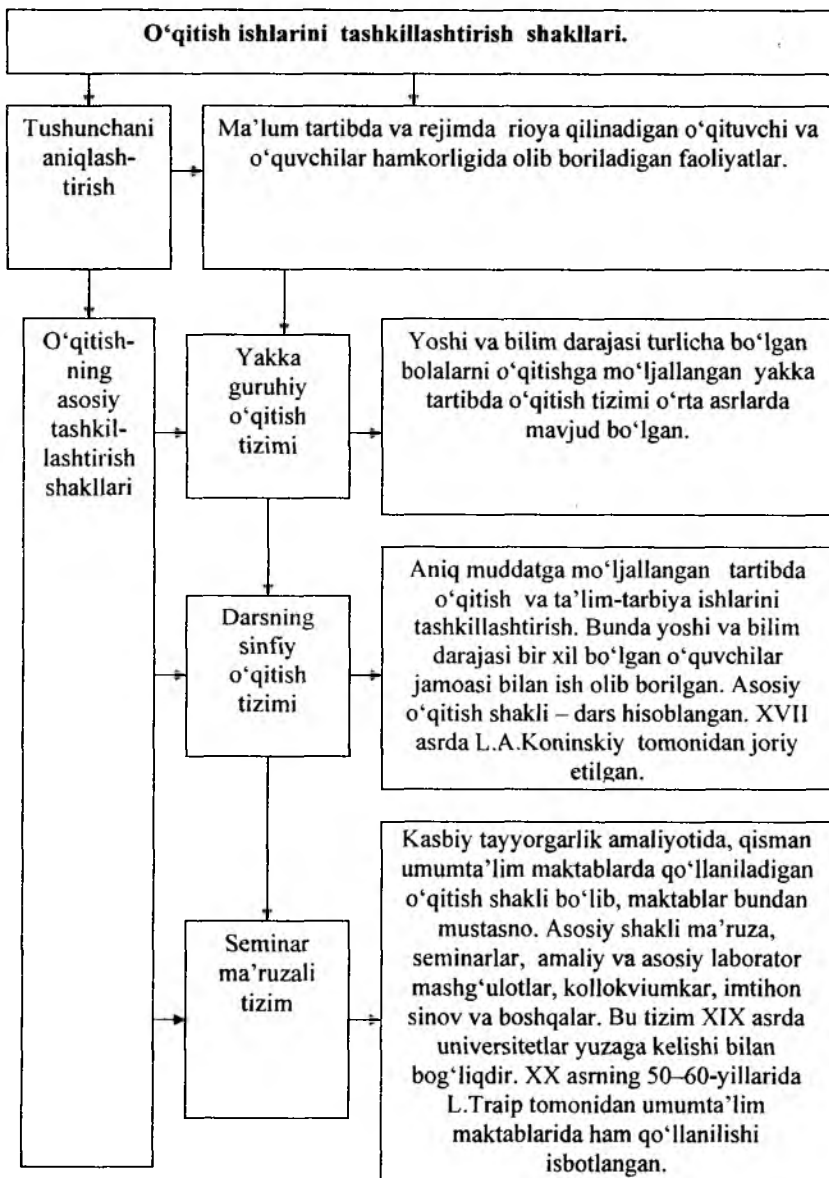 O‘qitish ishlarini tashkillashtirish shakllari.
Tushunchani
aniqlash-
tirish
Ma’lum tartibda va rejimda rioya qilinadigan o‘qituvchi va
o‘quvchilar hamkorligida olib boriladigan faoliyatlar.
O‘qitish-
ning
asosiy
tashkil-
lashtirish
shakllari
Yakka
guruhiy
o‘qitish
tizimi
Yoshi va bilim darajasi turlicha bo‘lgan
bolalarni o‘qitishga mo‘ljallangan yakka
tartibda o‘qitish tizimi o‘rta asrlarda
mavjud bo‘lgan.
Darsning
sinfiy
o‘qitish
tizimi
Aniq muddatga mo‘ljallangan tartibda
o‘qitish va ta’lim-tarbiya ishlarini
tashkillashtirish. Bunda yoshi va bilim
darajasi bir xil bo‘lgan o‘quvchilar
jamoasi bilan ish olib borilgan. Asosiy
o‘qitish shakli – dars hisoblangan. XVII
asrda L.A.Koninskiy tomonidan joriy
etilgan.
Seminar
ma’ruzali
tizim
Kasbiy tayyorgarlik amaliyotida, qisman
umumta’lim maktablarda qo‘llaniladigan
o‘qitish shakli bo‘lib, maktablar bundan
mustasno. Asosiy shakli ma’ruza,
seminarlar, amaliy va asosiy laborator
mashg‘ulotlar, kollokviumkar, imtihon
sinov va boshqalar. Bu tizim XIX asrda
universitetlar yuzaga kelishi bilan
bog‘liqdir. XX asrning 50–60-yillarida
L.Traip tomonidan umumta’lim
maktablarida ham qo‘llanilishi
isbotlangan.